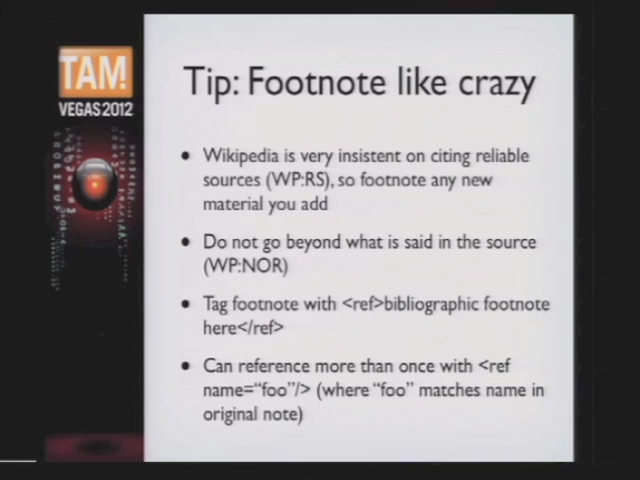 TAM!
VEGAS 2012
Tip: Footnote like crazy
• Wikipedia is very insistent on citing reliable
sources (WP:RS), so footnote any new
material you add
• Do not go beyond what is said in the source
(WP:NOR)
• Tag footnote with <ref>bibliographic footnote
here</ref>
• Can reference more than once with <ref
name=“foo”/> (where “foo” matches name in
original note)